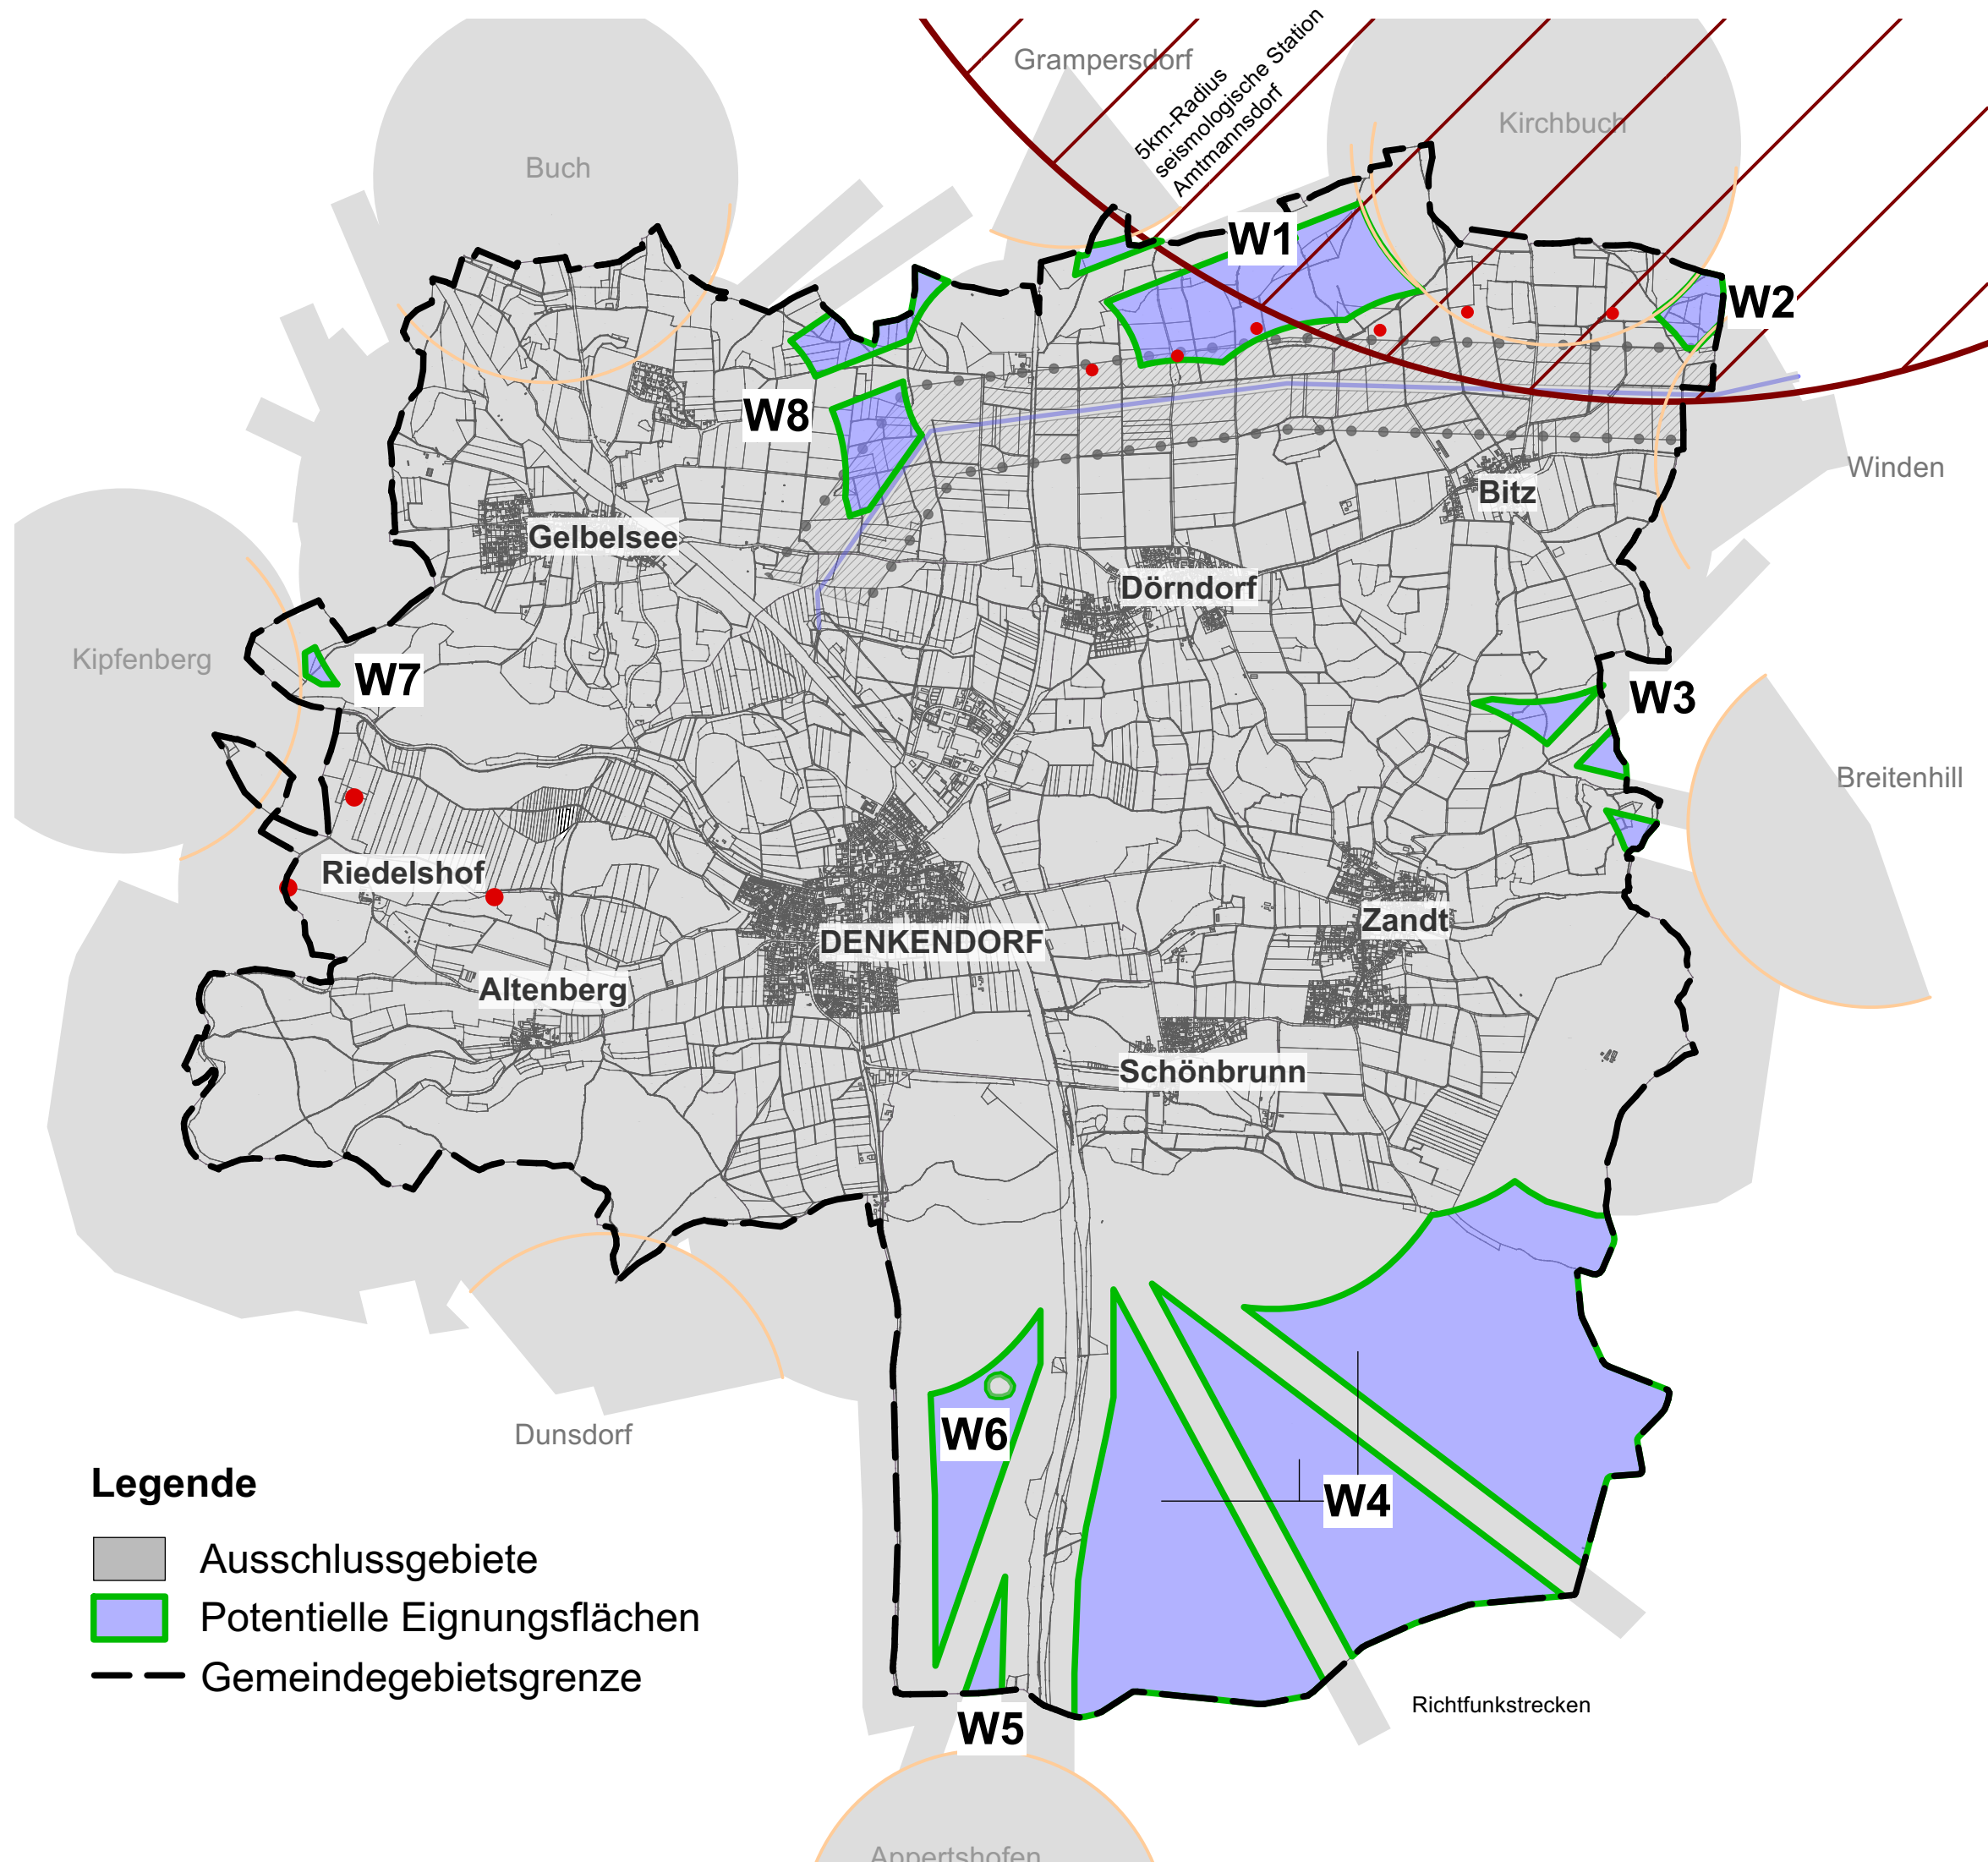 Grampersdorf
5km-Radius
seismologische Station
Amtmannsdorf
Kirchbuch
Buch
W1
W2
W8
Winden
Bitz
Gelbelsee
Dörndorf
Kipfenberg
W7
W3
Breitenhill
Riedelshof
Zandt
DENKENDORF
Altenberg
Schönbrunn
Dunsdorf
W6
W4
Legende
Ausschlussgebiete
Potentielle Eignungsflächen
Gemeindegebietsgrenze
Richtfunkstrecken
W5
Appertshofen